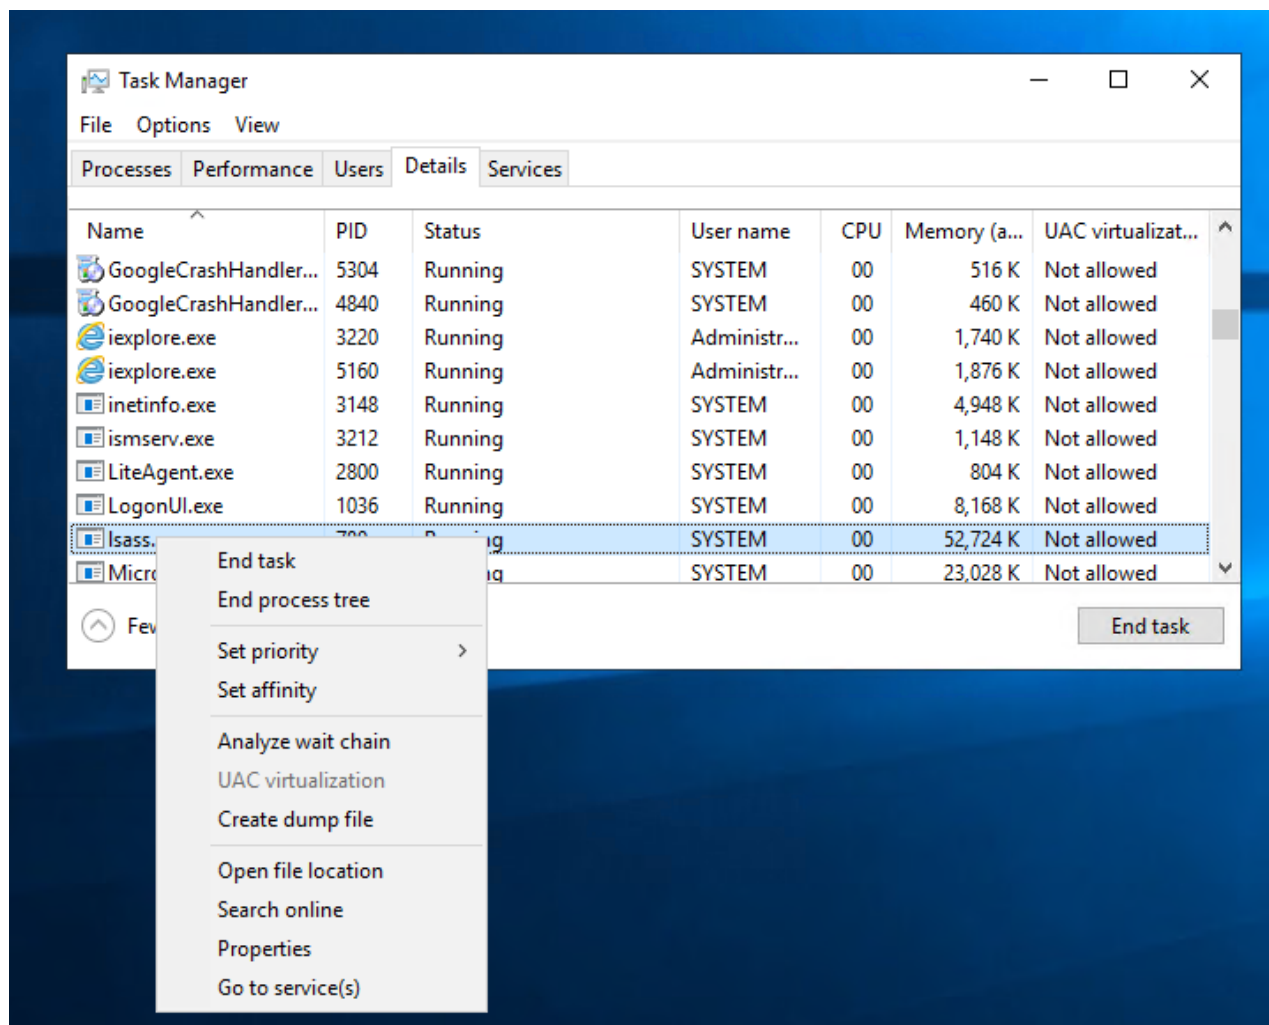 Task Manager
File Options View
Processes Performance Users Details Services
Name PID Status User name CPU Memory (a... UAC virtualizat...
GoogleCrashHandler... 5304 Running SYSTEM 00 516 K Not allowed
GoogleCrashHandler... 4840 Running SYSTEM 00 460 K Not allowed
iexplore.exe 3220 Running Administr... 00 1,740 K Not allowed
iexplore.exe 5160 Running Administr... 00 1,876 K Not allowed
inetinfo.exe 3148 Running SYSTEM 00 4,948 K Not allowed
ismserv.exe 3212 Running SYSTEM 00 1,148 K Not allowed
LiteAgent.exe 2800 Running SYSTEM 00 804 K Not allowed
LogonUI.exe 1036 Running SYSTEM 00 8,168 K Not allowed
lsass. SYSTEM 00 52,724 K Not allowed
Micro SYSTEM 00 23,028 K Not allowed
Few End task
End task
End process tree
Set priority
Set affinity
Analyze wait chain
UAC virtualization
Create dump file
Open file location
Search online
Properties
Go to service(s)